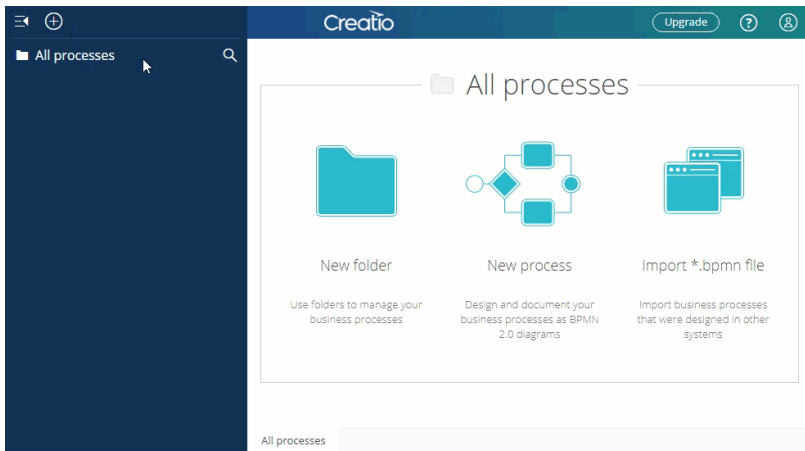 Creatio
Upgrade
?
All processes
All processes
New folder
Use folders to manage your
business processes
New process
Design and document your
business processes as BPMN
2.0 diagrams
Import *.bpmn file
Import business processes
that were designed in other
systems
All processes